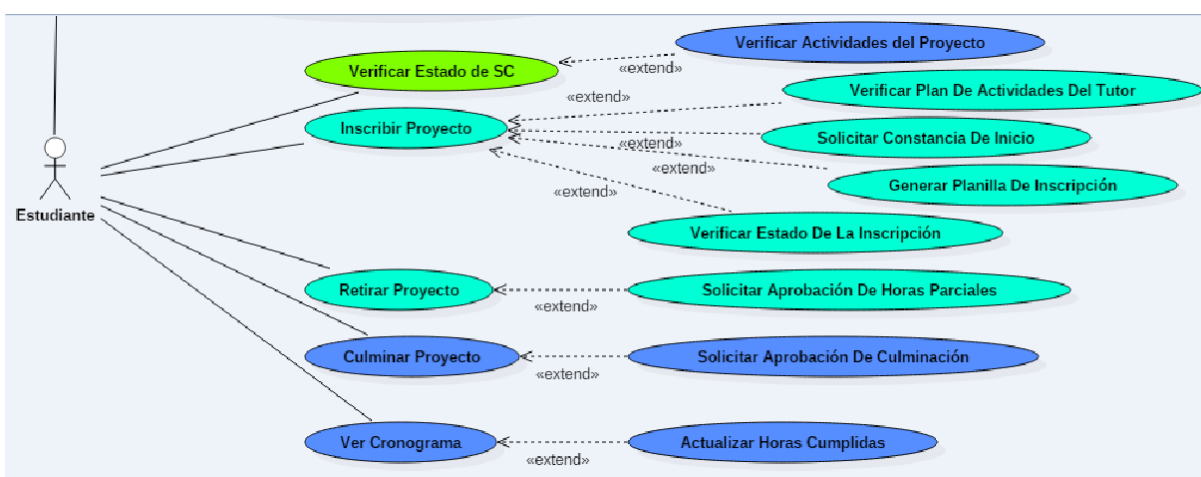 Verificar Actividades del Proyecto
Verificar Estado de SC
«extend»
Verificar Plan De Actividades Del Tutor
«extend»
Inscribir Proyecto
Solicitar Constancia De Inicio
«extend»
«extend»
Generar Planilla De Inscripción
«extend»
Estudiante
Verificar Estado De La Inscripción
Retirar Proyecto
Solicitar Aprobación De Horas Parciales
«extend»
Culminar Proyecto
Solicitar Aprobación De Culminación
«extend»
Ver Cronograma
Actualizar Horas Cumplidas
«extend»